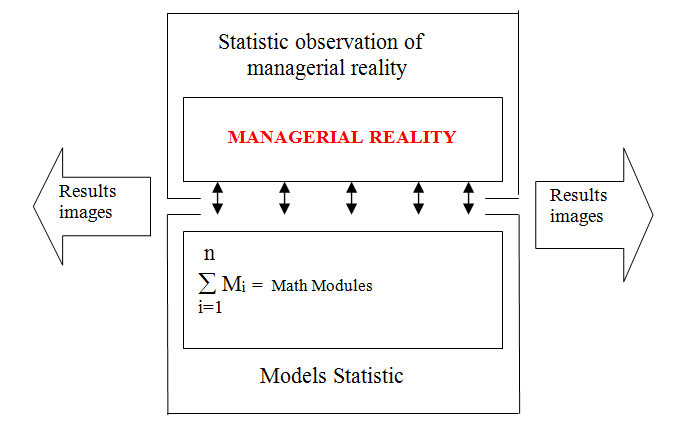 Statistic observation of
managerial reality
MANAGERIAL REALITY
Results
images
Results
images
n
∑ Mi = Math Modules
i=1
Models Statistic